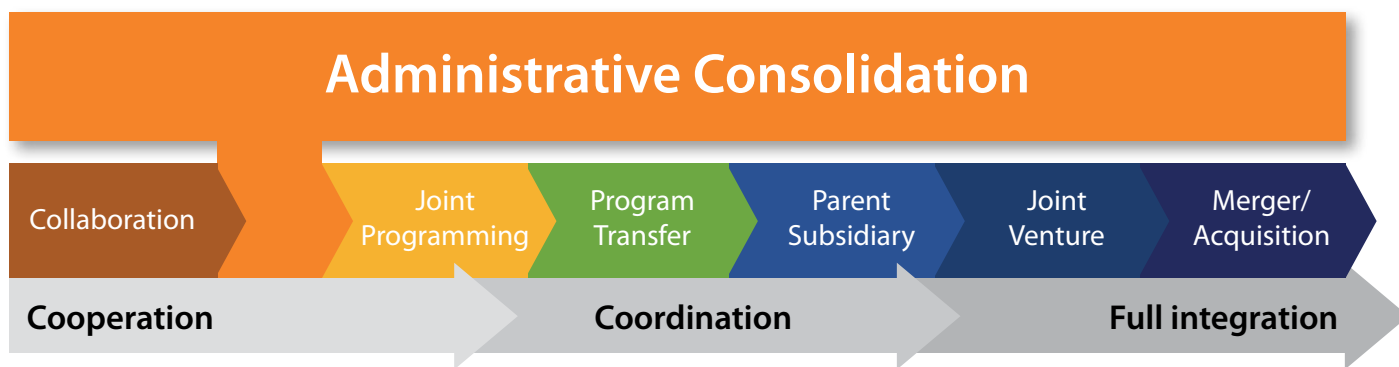 Administrative Consolidation
Collaboration
Joint
Programming
Program
Transfer
Parent
Subsidiary
Joint
Venture
Merger/
Acquisition
Cooperation
Coordination
Full integration